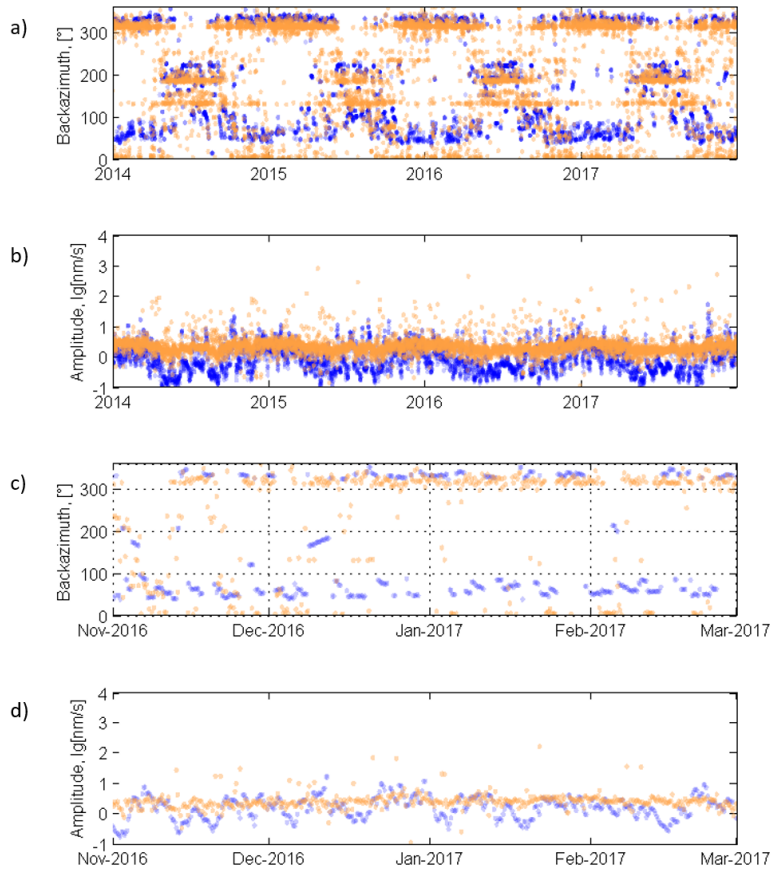 a)
Backazimuth, [°]
300
200
100
0
2014
2015
2016
2017
b)
Amplitude, lg[nm/s]
4
3
2
1
0
-1
2014
2015
2016
2017
c)
Backazimuth, [°]
300
200
100
0
Nov-2016
Dec-2016
Jan-2017
Feb-2017
Mar-2017
d)
Amplitude, lg[nm/s]
4
3
2
1
0
-1
Nov-2016
Dec-2016
Jan-2017
Feb-2017
Mar-2017